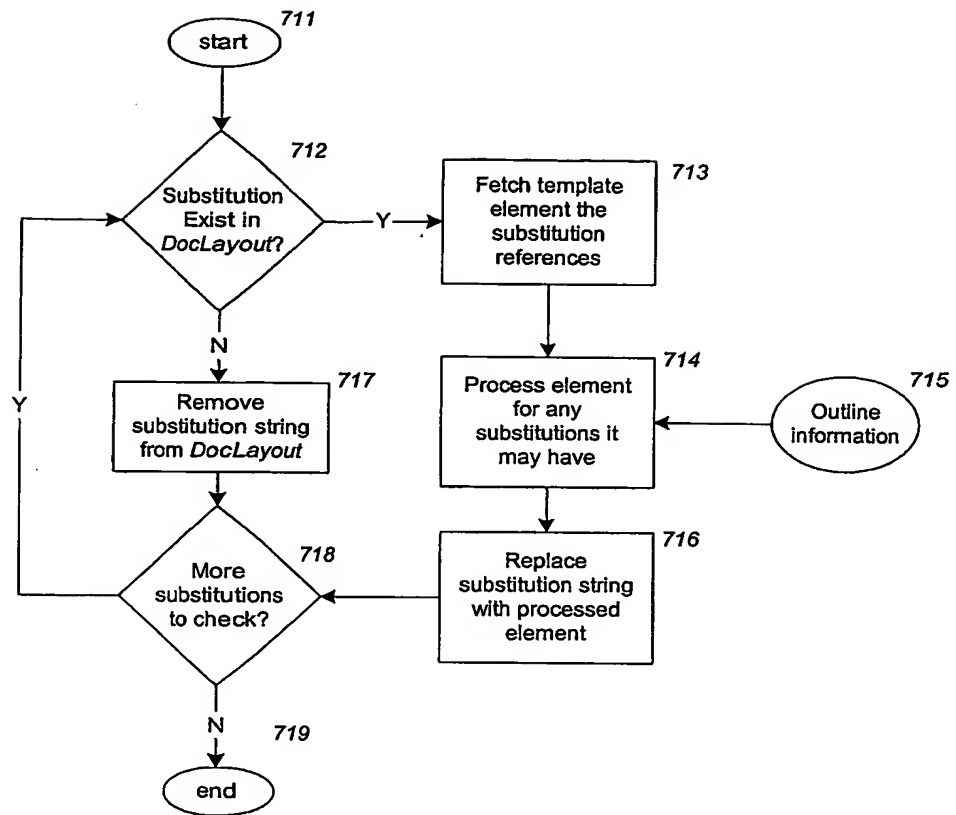 711
start
712
Substitution
Exist in
DocLayout?
Y
713
Fetch template
element the
substitution
references
N
717
Remove
substitution string
from DocLayout
Y
714
Process element
for any
substitutions it
may have
715
Outline
information
718
More
substitutions
to check?
716
Replace
substitution string
with processed
element
N
719
end